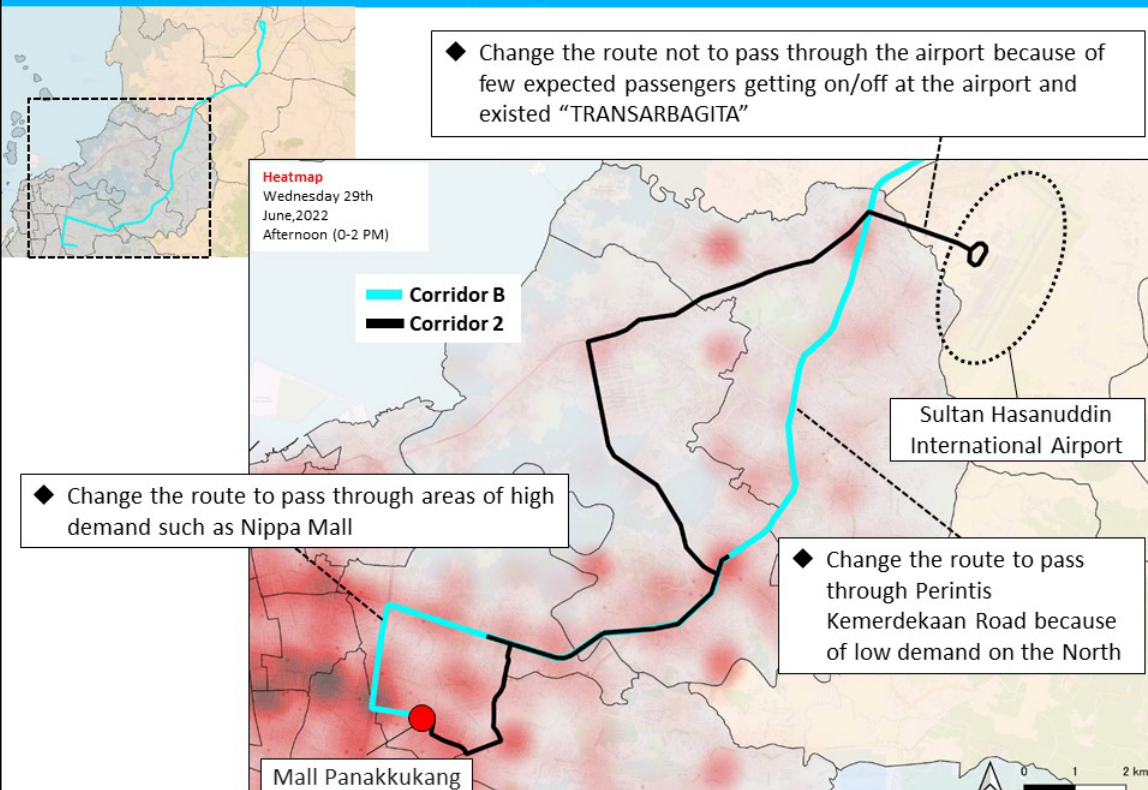 ◆ Change the route not to pass through the airport because of
few expected passengers getting on/off at the airport and
existed “TRANSARBAGITA”
Heatmap
Wednesday 29th
June,2022
Afternoon (0-2 PM)
Corridor B
Corridor 2
Sultan Hasanuddin
International Airport
◆ Change the route to pass through areas of high
demand such as Nippa Mall
◆ Change the route to pass
through Perintis
Kemerdekaan Road because
of low demand on the North
Mall Panakkukang
0 1 2 km